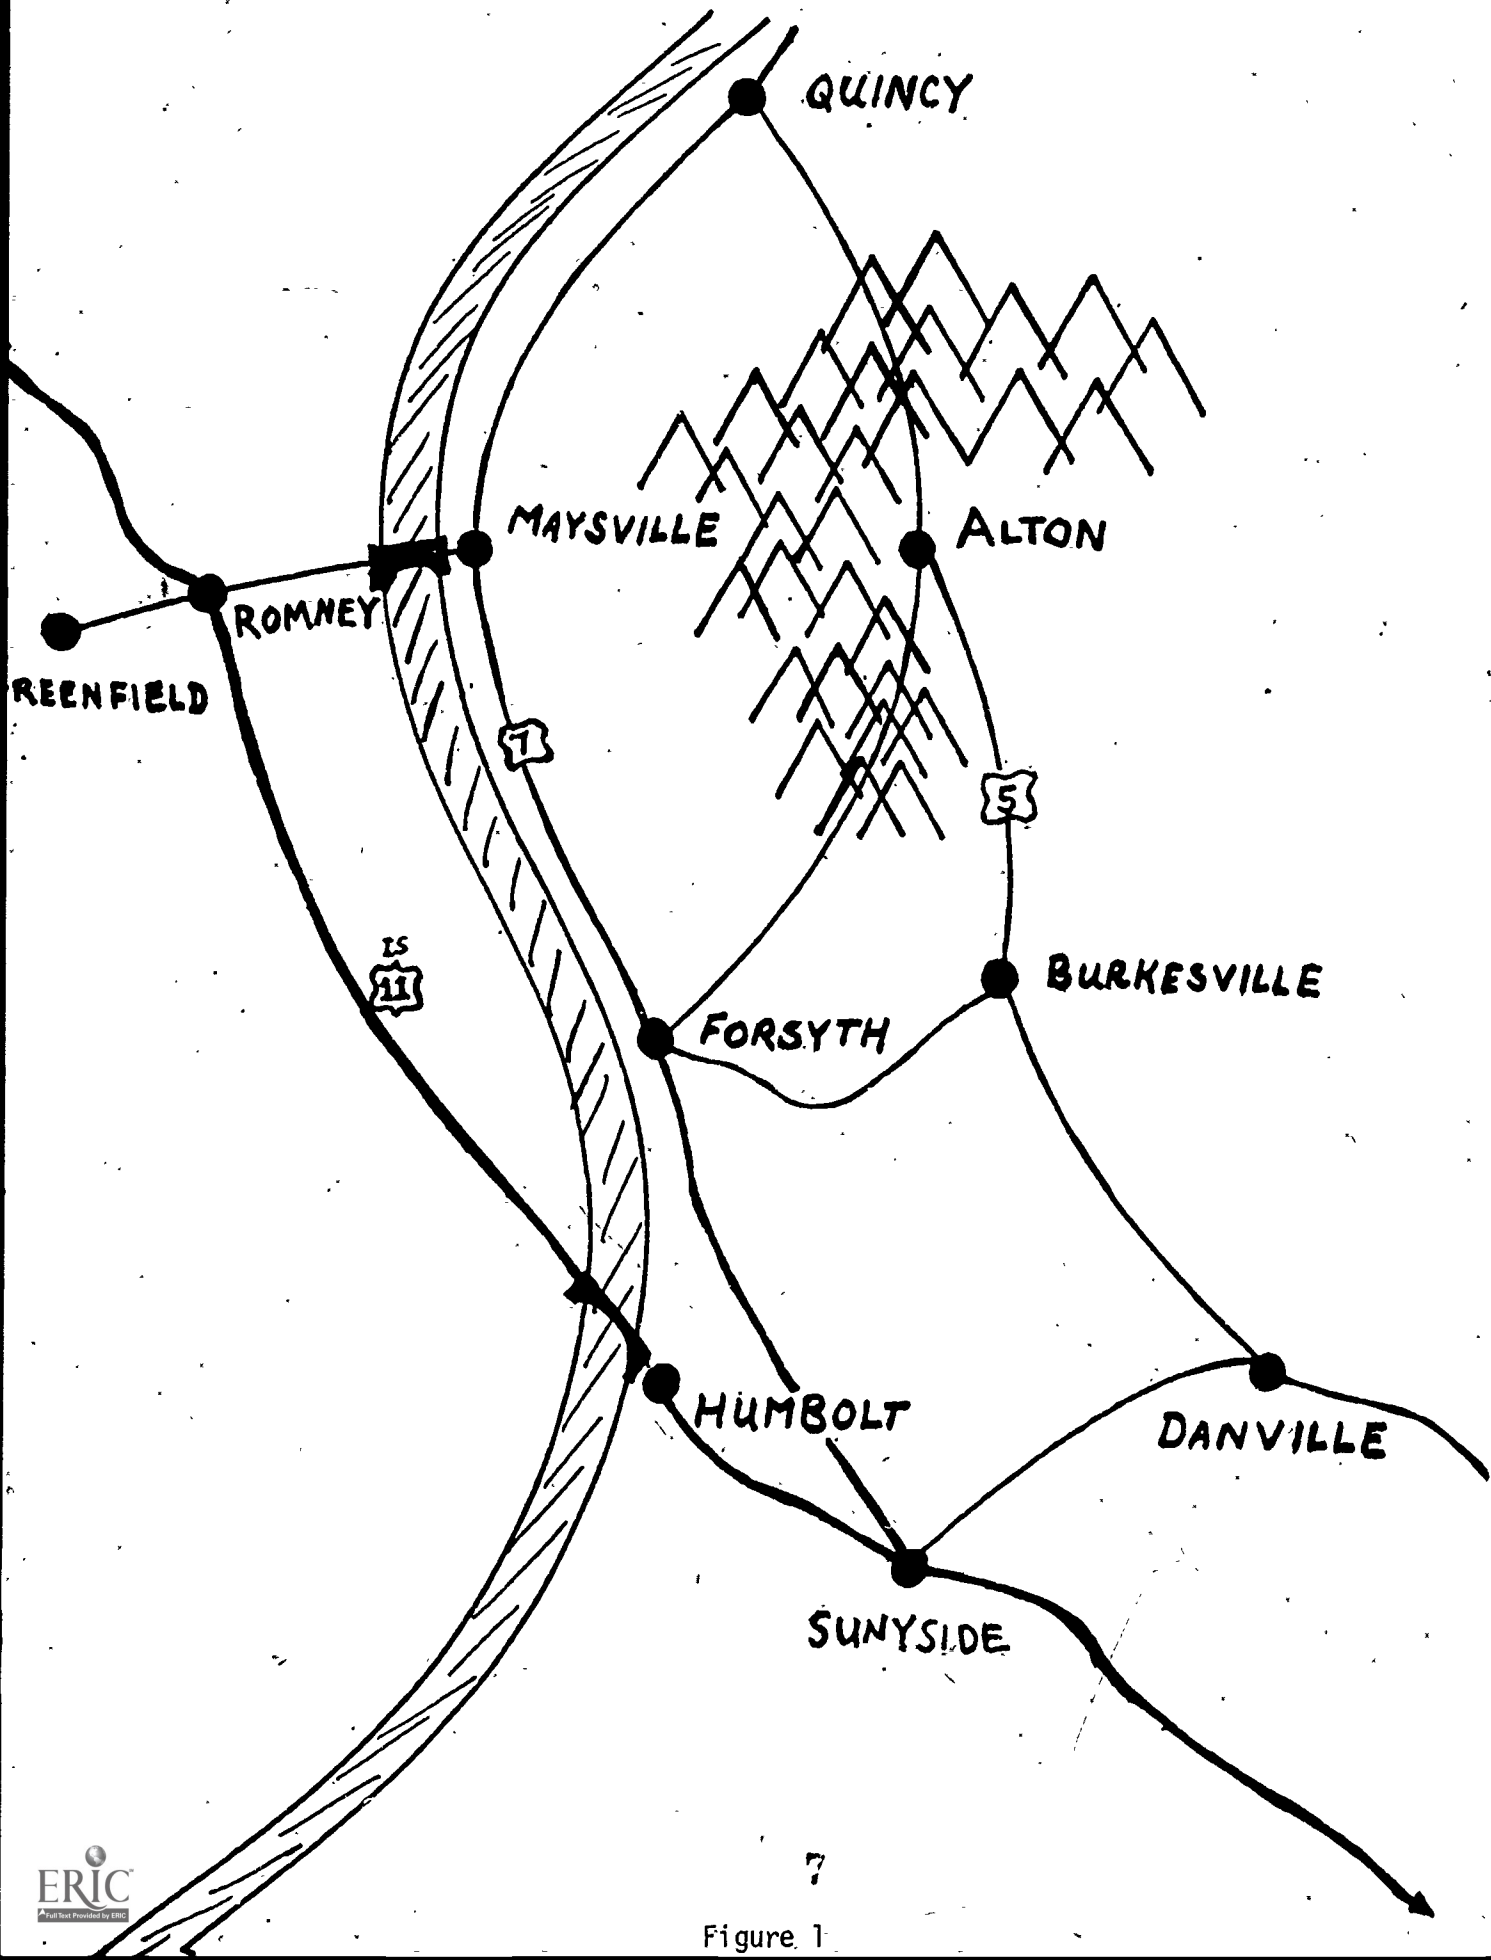 QUINCY
MAYSVILLE
ALTON
ROMNEY
REENFIELD
7
5
IS
11
BURKESVILLE
FORSYTH
HUMBOLT
DANVILLE
SUNYSIDE
7
ERIC
Full Text Provided by ERIC
Figure 1